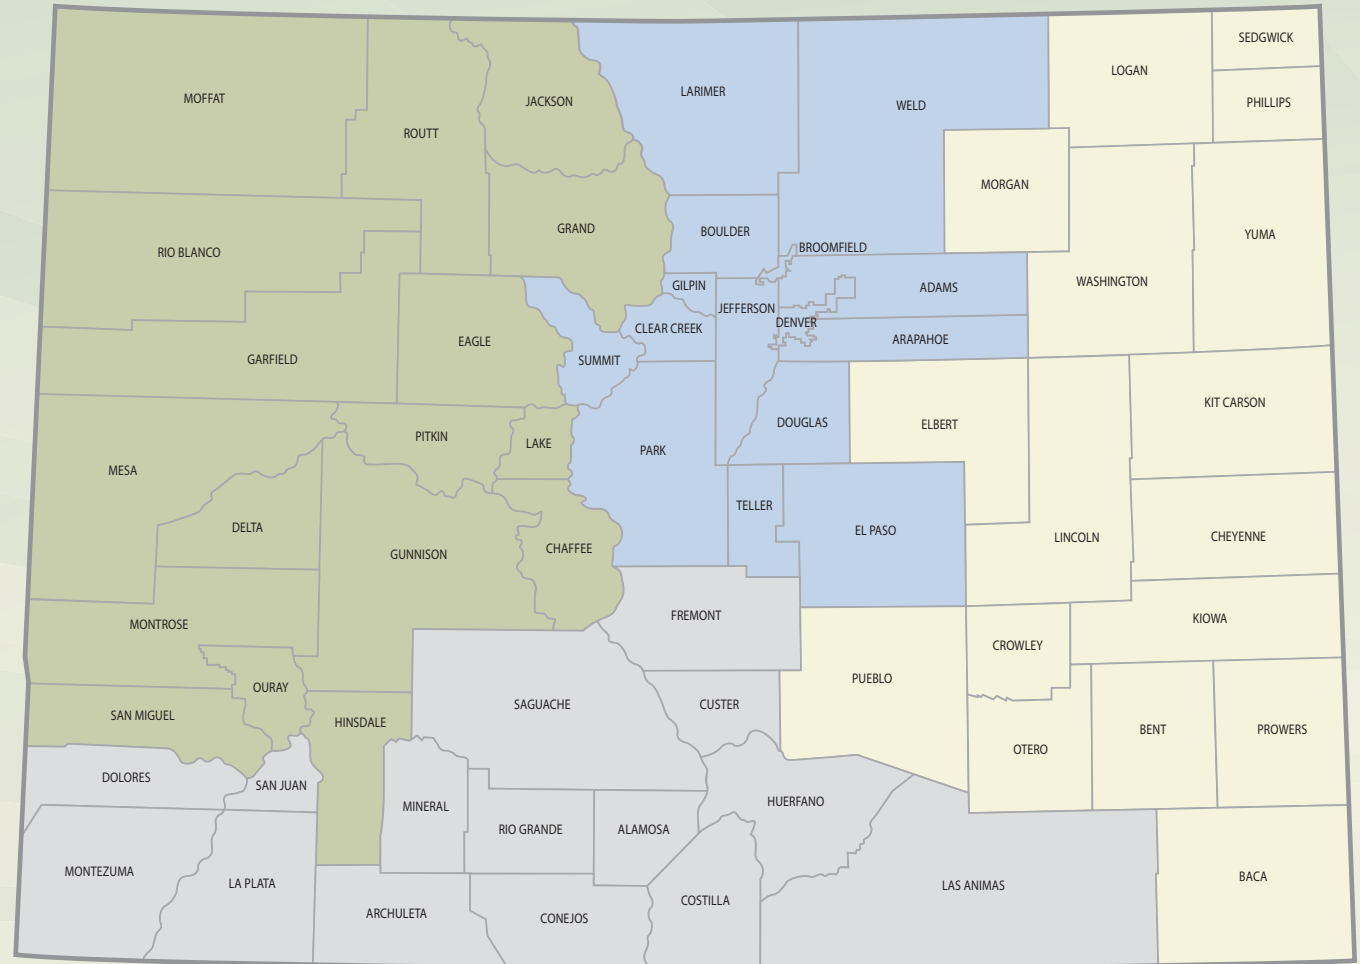 SEDGWICK
LOGAN
LARIMER
MOFFAT
JACKSON
PHILLIPS
WELD
ROUTT
MORGAN
GRAND
BOULDER
YUMA
BROOMFIELD
RIO BLANCO
WASHINGTON
GILPIN
ADAMS
JEFFERSON
DENVER
CLEAR CREEK
ARAPAHOE
EAGLE
GARFIELD
SUMMIT
KIT CARSON
DOUGLAS
ELBERT
PITKIN
LAKE
PARK
MESA
TELLER
DELTA
EL PASO
CHEYENNE
LINCOLN
CHAFFEE
GUNNISON
FREMONT
KIOWA
MONTROSE
CROWLEY
PUEBLO
OURAY
SAGUACHE
CUSTER
SAN MIGUEL
HINSDALE
BENT
PROWERS
OTERO
DOLORES
SAN JUAN
HUERFANO
MINERAL
RIO GRANDE
ALAMOSA
MONTEZUMA
BACA
LA PLATA
LAS ANIMAS
COSTILLA
ARCHULETA
CONEJOS